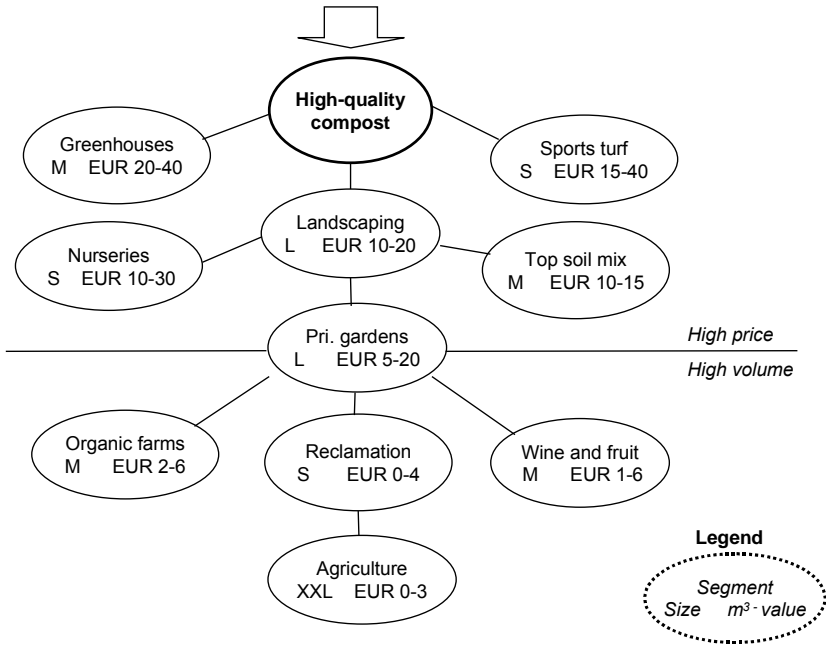 High-quality
compost
Greenhouses
M EUR 20-40
Sports turf
S EUR 15-40
Landscaping
L EUR 10-20
Nurseries
S EUR 10-30
Top soil mix
M EUR 10-15
Pri. gardens
L EUR 5-20
High price
High volume
Organic farms
M EUR 2-6
Reclamation
S EUR 0-4
Wine and fruit
M EUR 1-6
Agriculture
XXL EUR 0-3
Legend
Segment
Size m³ - value